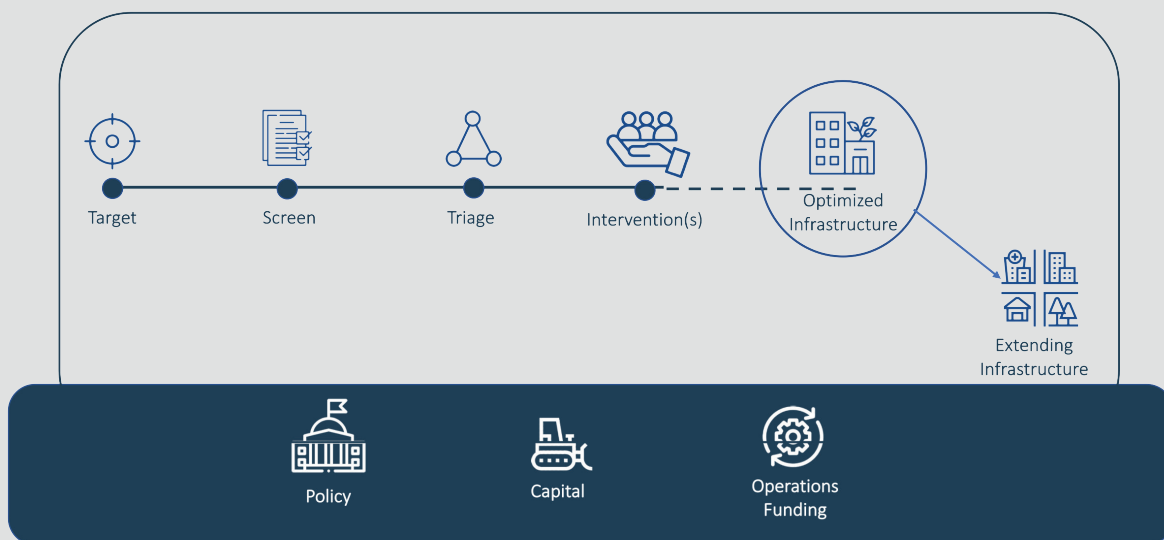 Target
Screen
Triage
Intervention(s)
Optimized
Infrastructure
Extending
Infrastructure
Policy
Capital
Operations
Funding